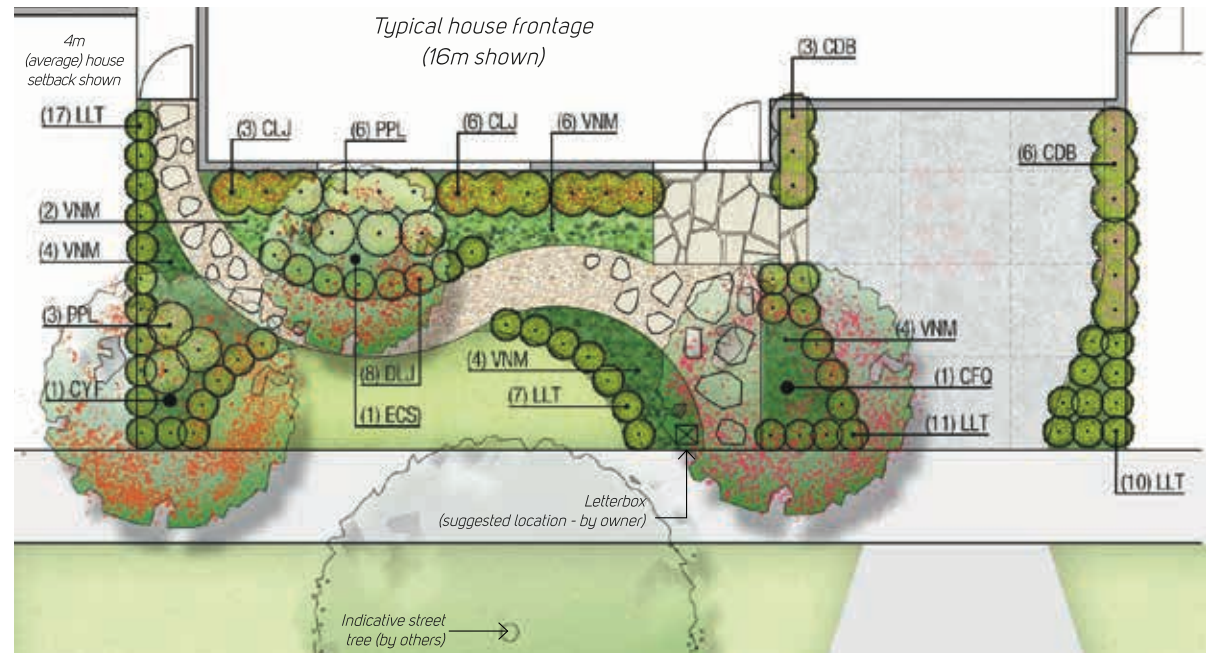 Typical house frontage
(16m shown)
4m
(average) house
setback shown
(3) CDB
(17) LLT
(3) CLJ
(6) PPL
(6) CLJ
(6) VNM
(6) CDB
(2) VNM
(4) VNM
(3) PPL
(4) VNM
(4) VNM
(8) DLJ
(1) CYF
(1) CFQ
(7) LLT
(1) ECS
(11) LLT
(10) LLT
Letterbox
(suggested location - by owner)
Indicative street
tree (by others)